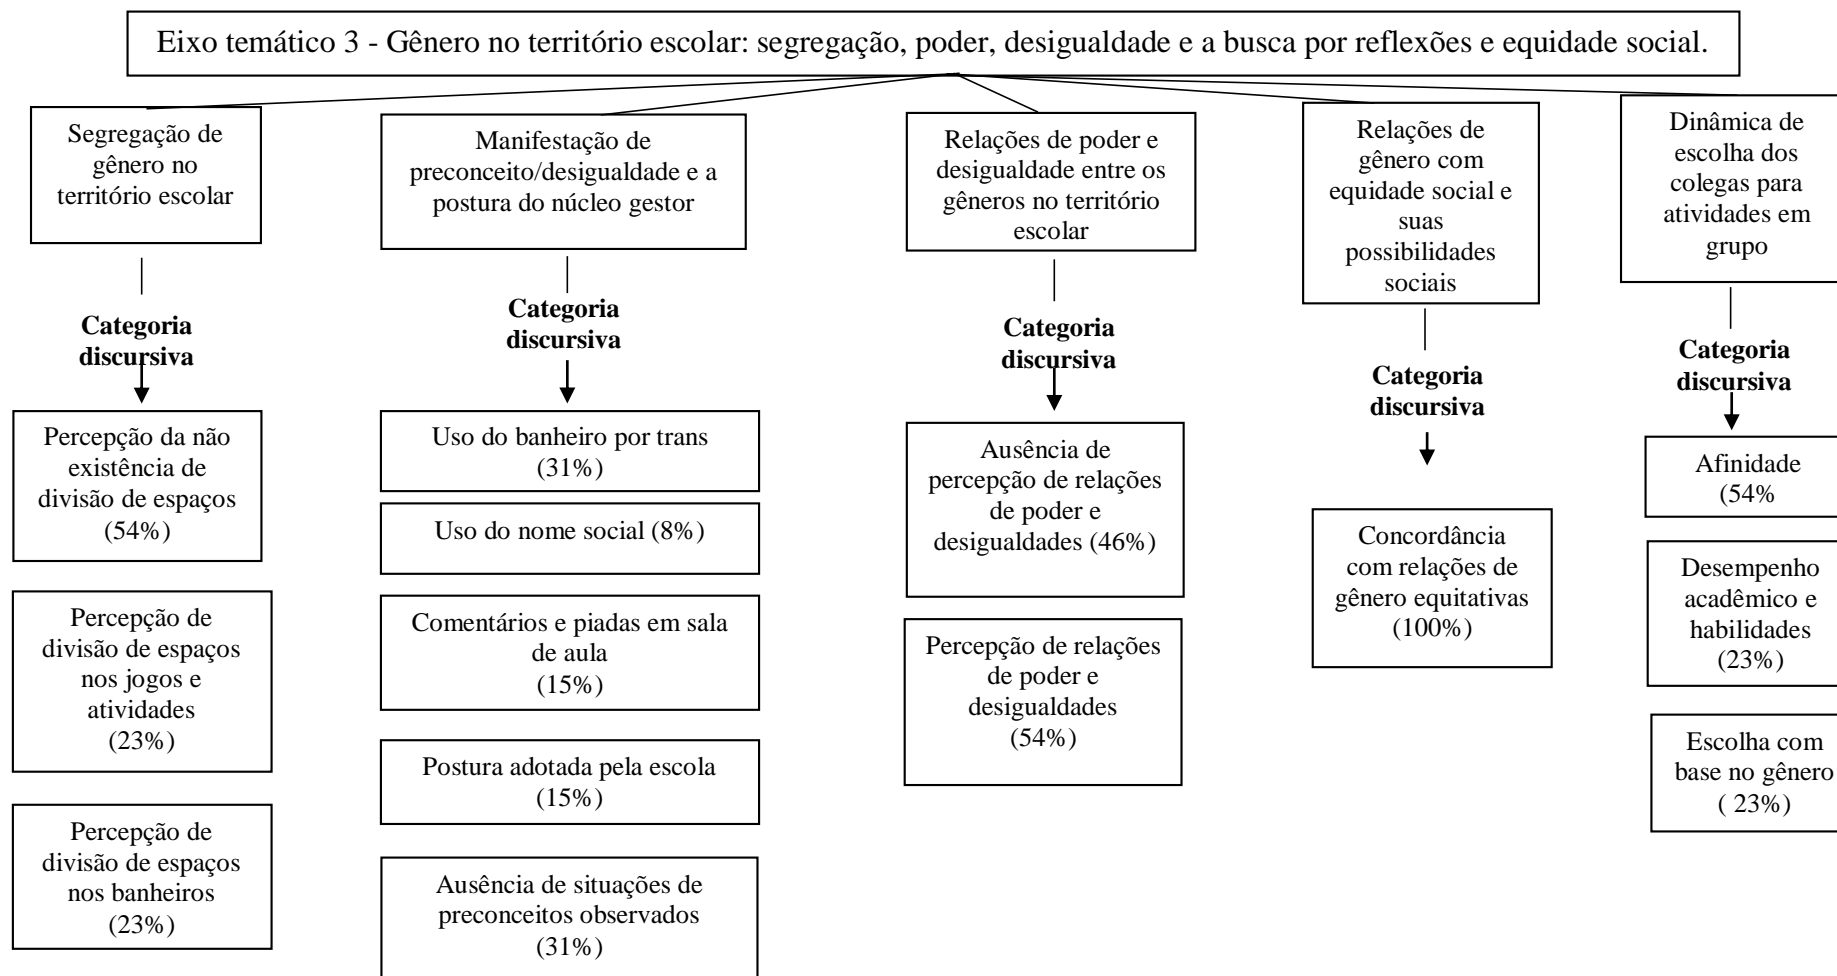 Eixo temático 3 - Gênero no território escolar: segregação, poder, desigualdade e a busca por reflexões e equidade social.
Segregação de
gênero no
território escolar
Categoria
discursiva
Percepção da não
existência de
divisão de espaços
(54%)
Percepção de
divisão de espaços
nos jogos e
atividades
(23%)
Percepção de
divisão de espaços
nos banheiros
(23%)
Manifestação de
preconceito/desigualdade e a
postura do núcleo gestor
Categoria
discursiva
Uso do banheiro por trans
(31%)
Uso do nome social (8%)
Comentários e piadas em sala
de aula
(15%)
Postura adotada pela escola
(15%)
Ausência de situações de
preconceitos observados
(31%)
Relações de poder e
desigualdade entre os
gêneros no território
escolar
Categoria
discursiva
Ausência de
percepção de relações
de poder e
desigualdades (46%)
Percepção de relações
de poder e
desigualdades
(54%)
Relações de
gênero com
equidade social e
suas
possibilidades
sociais
Categoria
discursiva
Concordância
com relações de
gênero equitativas
(100%)
Dinâmica de
escolha dos
colegas para
atividades em
grupo
Categoria
discursiva
Afinidade
(54%
Desempenho
acadêmico e
habilidades
(23%)
Escolha com
base no gênero
( 23%)